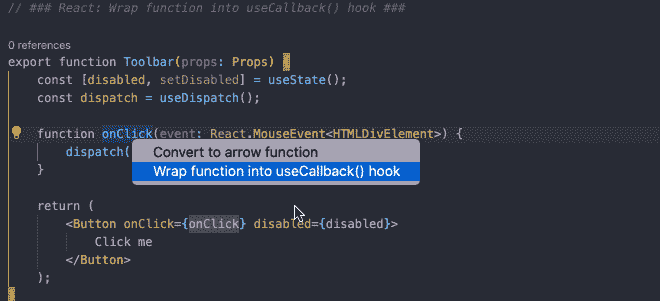 // ### React: Wrap function into useCallback() hook ###
0 references
export function Toolbar(props: Props) {
const [disabled, setDisabled] = useState();
const dispatch = useDispatch();
function onClick(event: React.MouseEvent<HTMLDivElement>) {
dispatch(
Convert to arrow function
Wrap function into useCallback() hook
}
return (
<Button onClick={onClick} disabled={disabled}>
Click me
</Button>
);
}